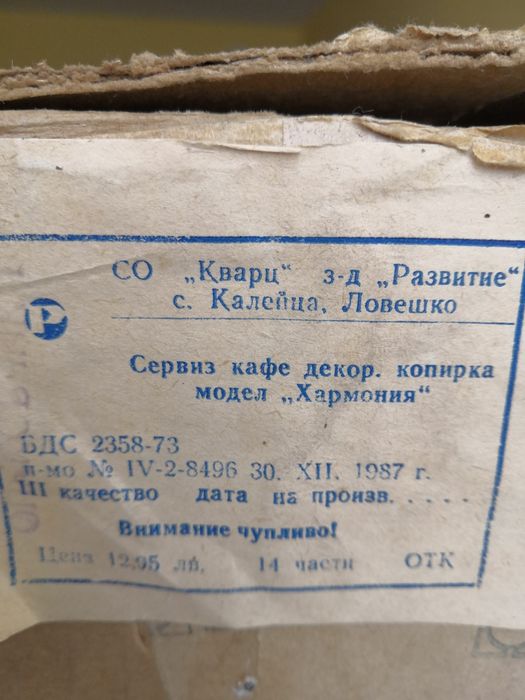 СО „Кварц“ з-д „Развитие“
с. Калейца, Ловешко
Сервиз кафе декор. копирка
модел „Хармония“
БДС 2358-73
п-мо № IV-2-8496 30. XII. 1987 г.
III качество дата на произв. . . . .
Внимание чупливо!
Цена 12.95 лв. 14 части ОТК